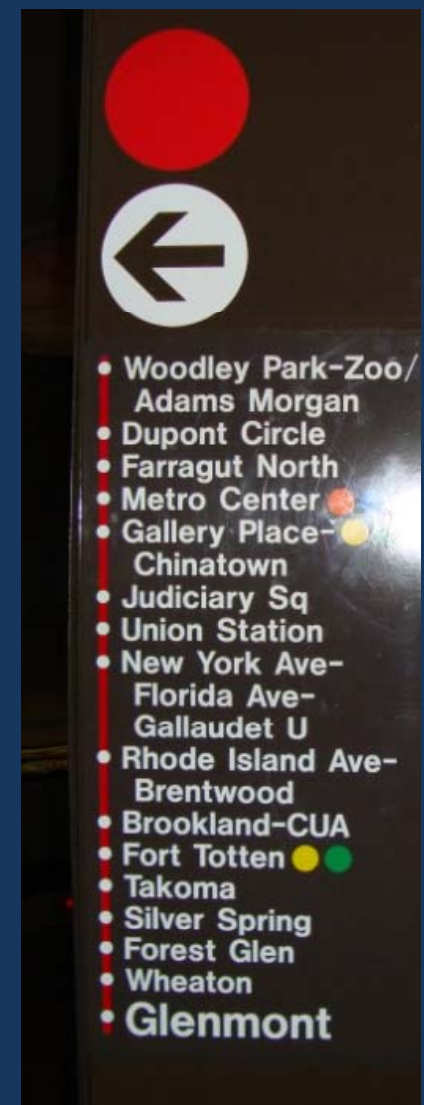 Woodley Park-Zoo/
Adams Morgan
Dupont Circle
Farragut North
Metro Center
Gallery Place-
Chinatown
Judiciary Sq
Union Station
New York Ave-
Florida Ave-
Gallaudet U
Rhode Island Ave-
Brentwood
Brookland-CUA
Fort Totten
Takoma
Silver Spring
Forest Glen
Wheaton
Glenmont